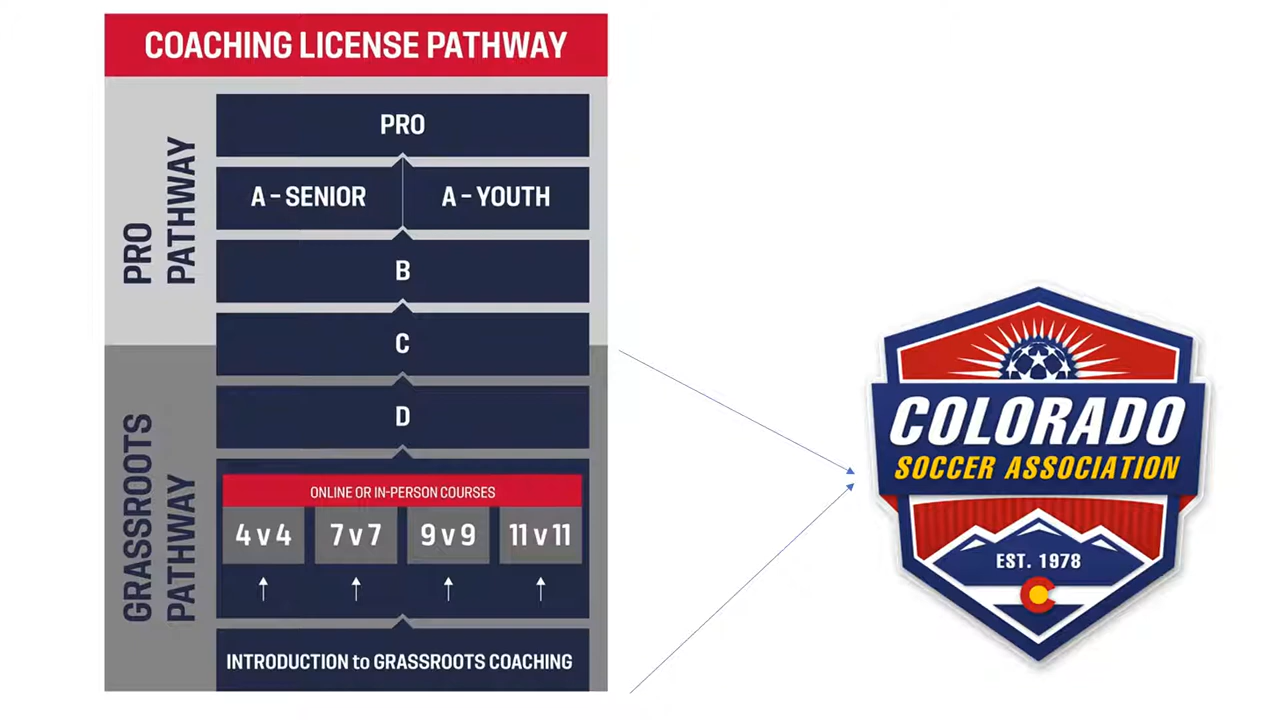 COACHING LICENSE PATHWAY
PRO
PATHWAY
PRO
A – SENIOR
A – YOUTH
B
C
GRASSROOTS
PATHWAY
D
ONLINE OR IN-PERSON COURSES
4 v 4
7 v 7
9 v 9
11 v 11
INTRODUCTION to GRASSROOTS COACHING
COLORADO
SOCCER ASSOCIATION
EST. 1978